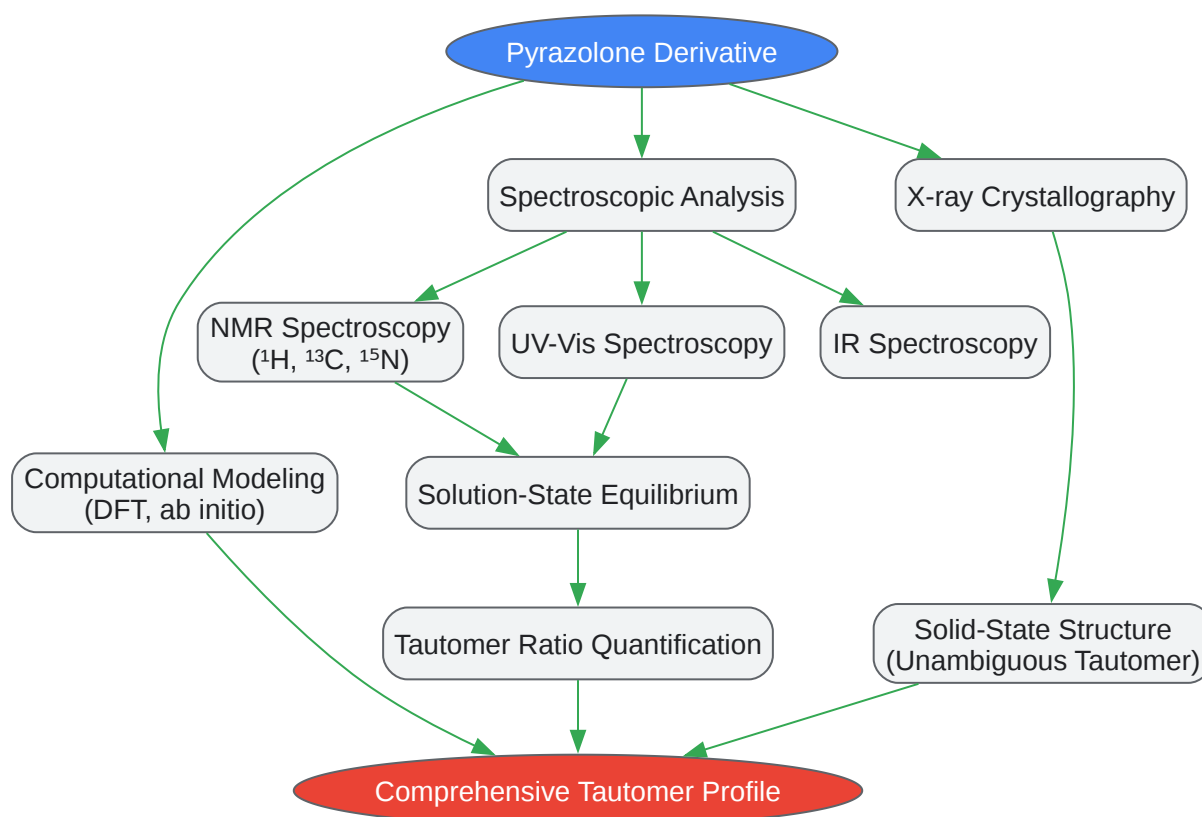 Pyrazolone Derivative
Spectroscopic Analysis
X-ray Crystallography
NMR Spectroscopy
(¹H, ¹³C, ¹⁵N)
UV-Vis Spectroscopy
IR Spectroscopy
Computational Modeling
(DFT, ab initio)
Solution-State Equilibrium
Tautomer Ratio Quantification
Solid-State Structure
(Unambiguous Tautomer)
Comprehensive Tautomer Profile